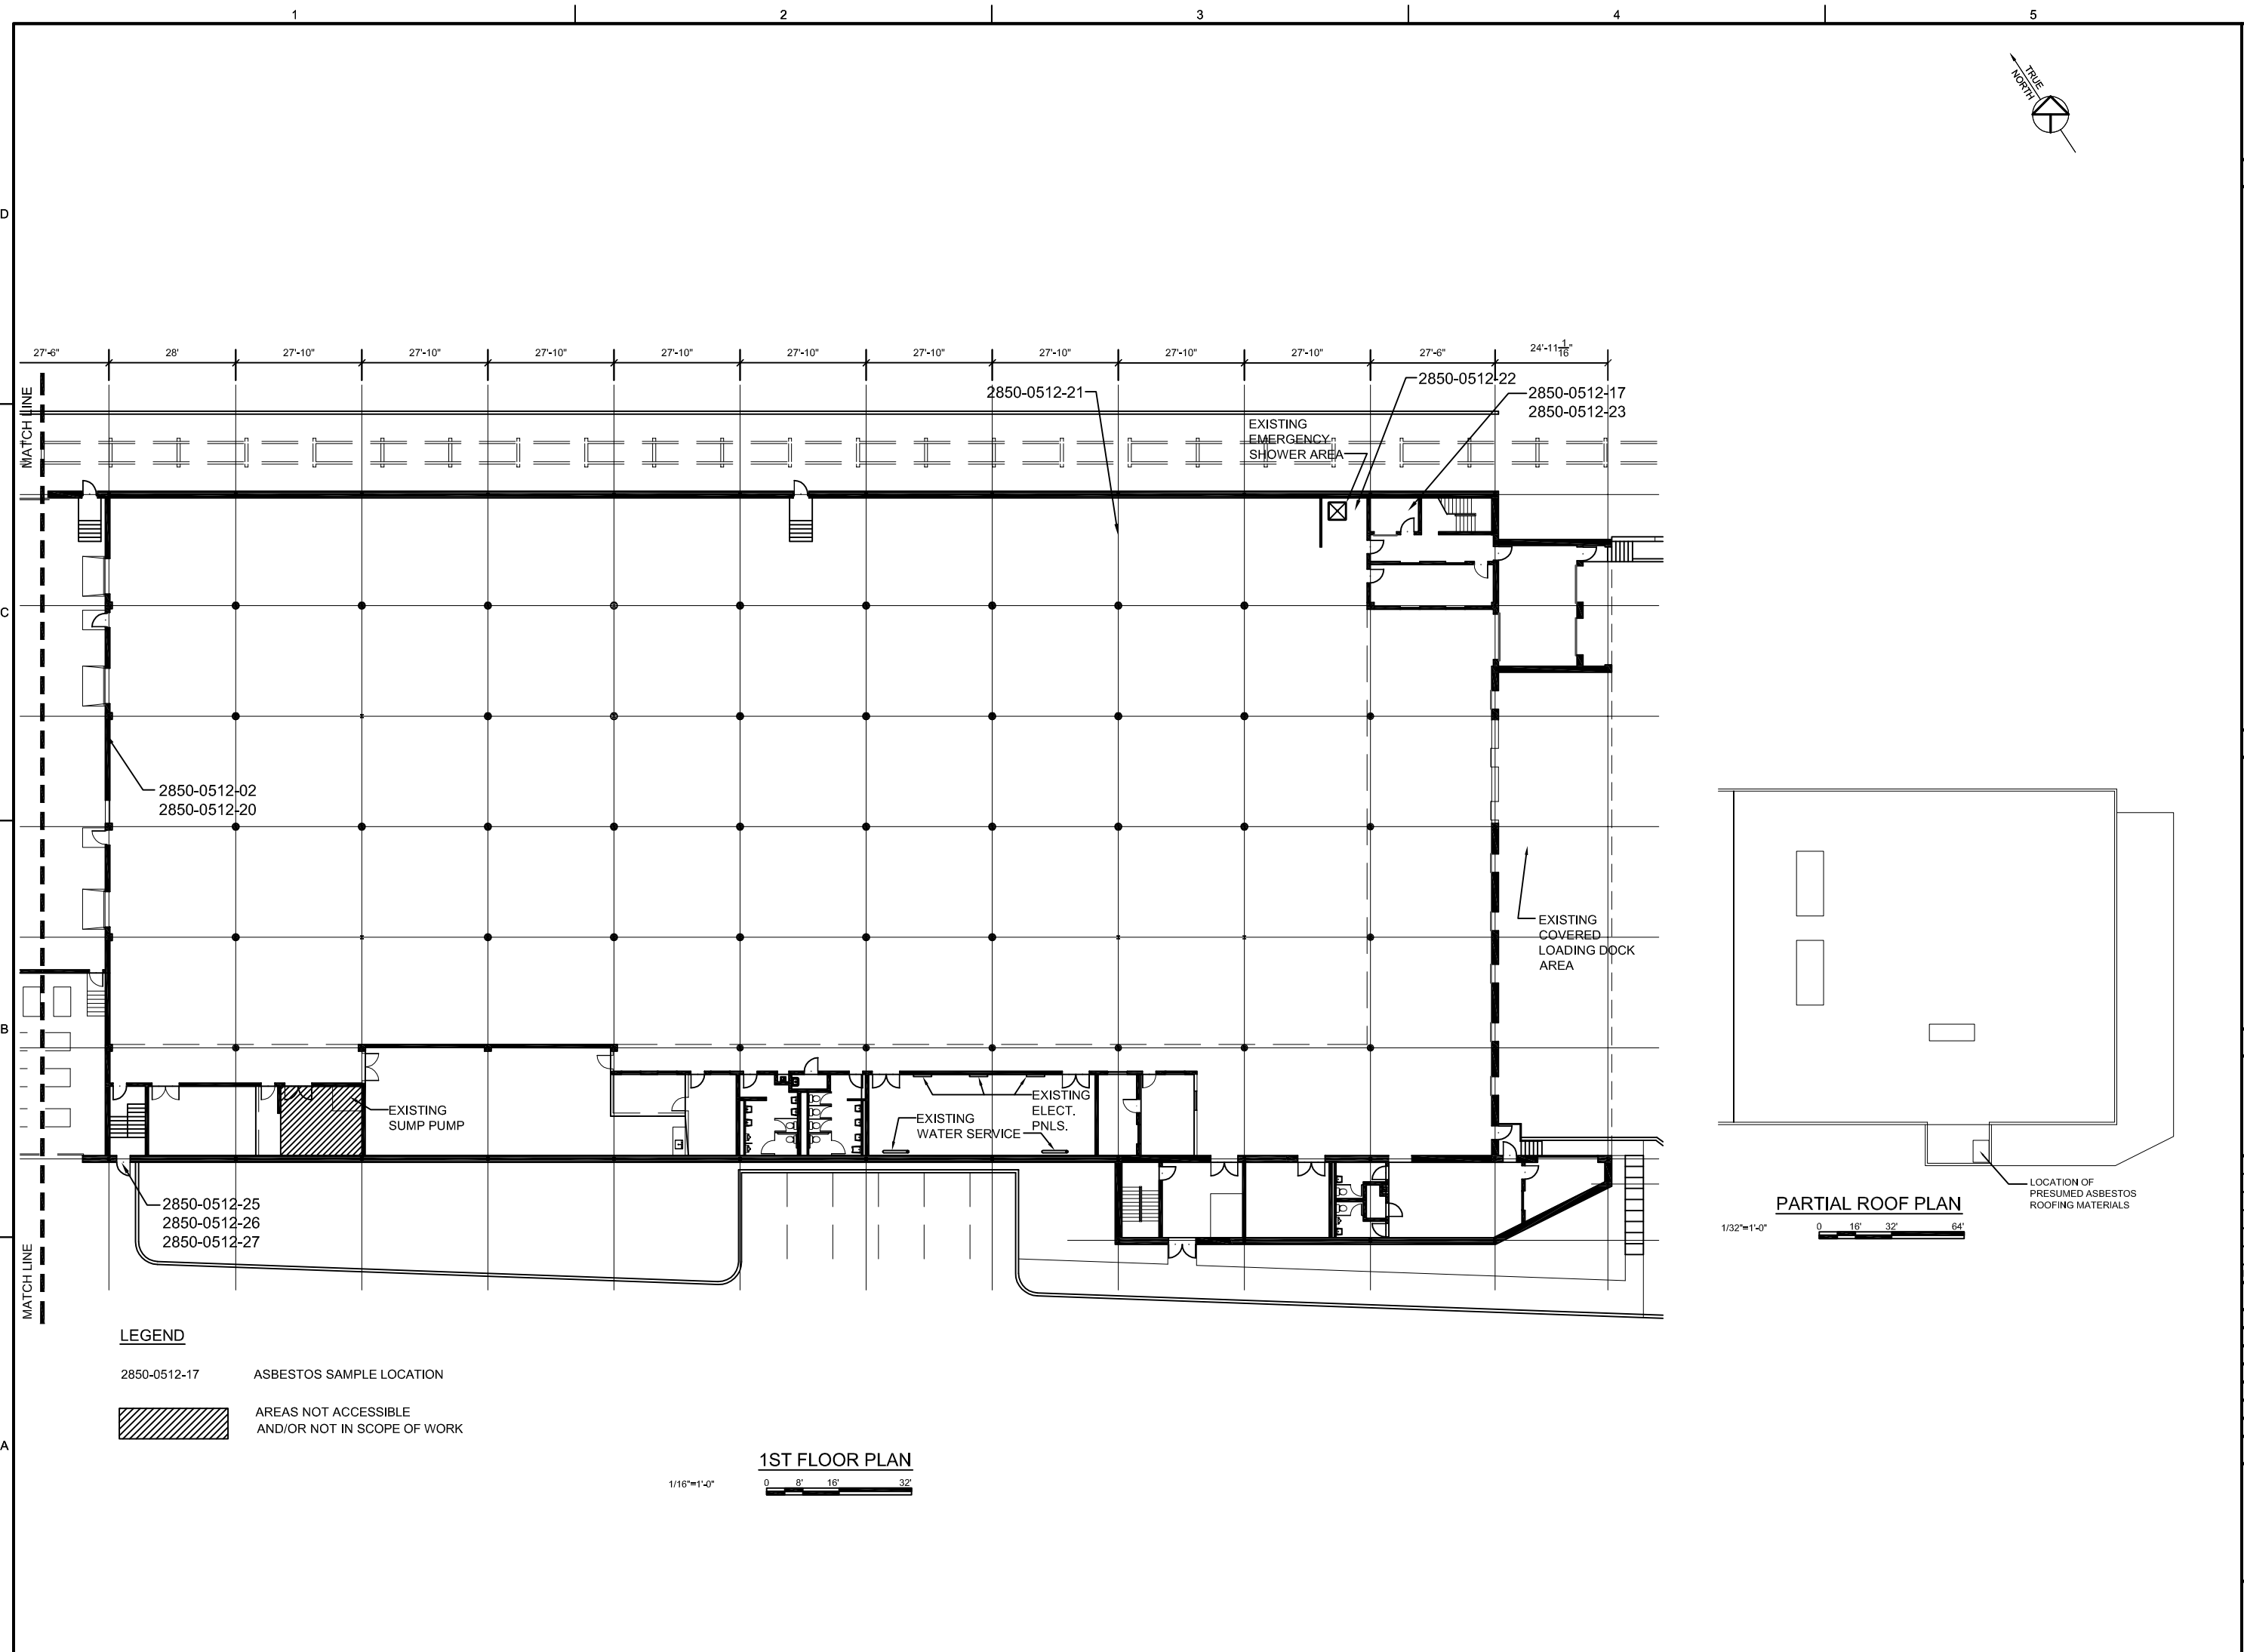 1 2 3 4 5
TRUE
NORTH
D
27'-6" 28' 27'-10" 27'-10" 27'-10" 27'-10" 27'-10" 27'-10" 27'-10" 27'-10" 27'-10" 27'-6" 24'-11 1/16"
2850-0512-21
2850-0512-22
2850-0512-17
2850-0512-23
MATCH LINE
EXISTING
EMERGENCY
SHOWER AREA
C
2850-0512-02
2850-0512-20
EXISTING
COVERED
LOADING DOCK
AREA
B
EXISTING
SUMP PUMP
EXISTING
WATER SERVICE
EXISTING
ELECT.
PNLS.
2850-0512-25
2850-0512-26
2850-0512-27
MATCH LINE
LOCATION OF
PRESUMED ASBESTOS
ROOFING MATERIALS
PARTIAL ROOF PLAN
1/32"=1'-0" 0 16' 32' 64'
LEGEND
2850-0512-17 ASBESTOS SAMPLE LOCATION
AREAS NOT ACCESSIBLE
AND/OR NOT IN SCOPE OF WORK
A
1ST FLOOR PLAN
1/16"=1'-0" 0 8' 16' 32'